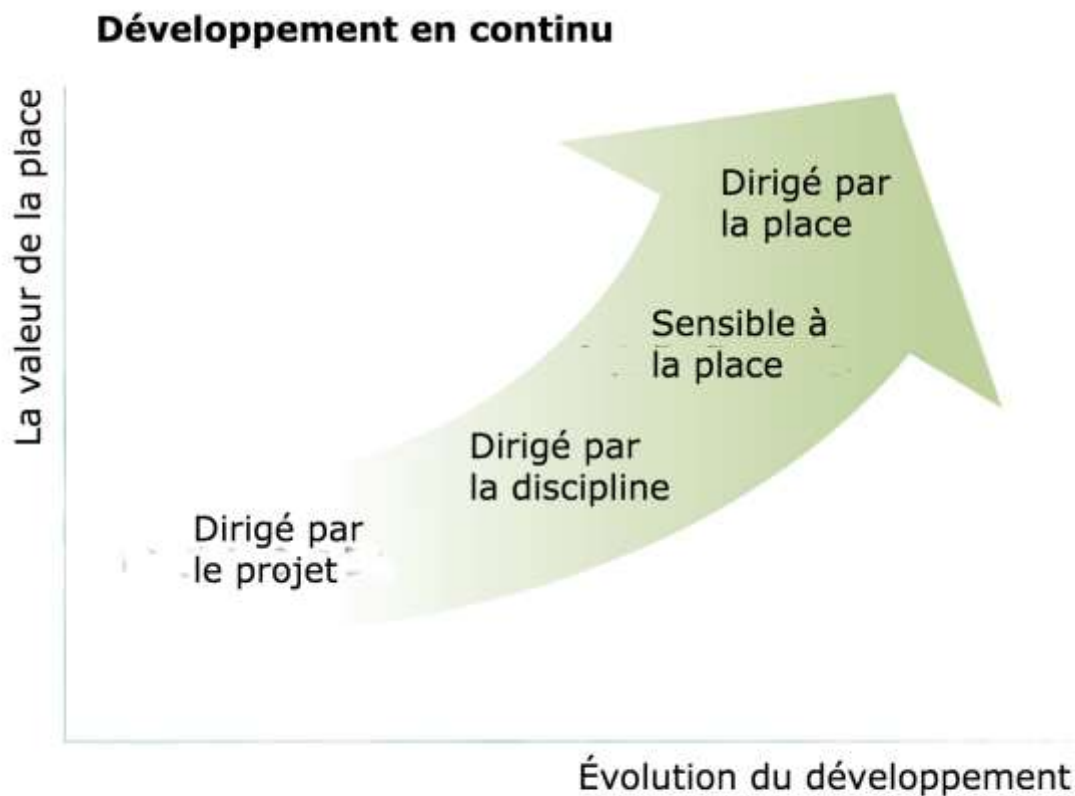 Développement en continu
La valeur de la place
Dirigé par
la place
Sensible à
la place
Dirigé par
la discipline
Dirigé par
le projet
Évolution du développement